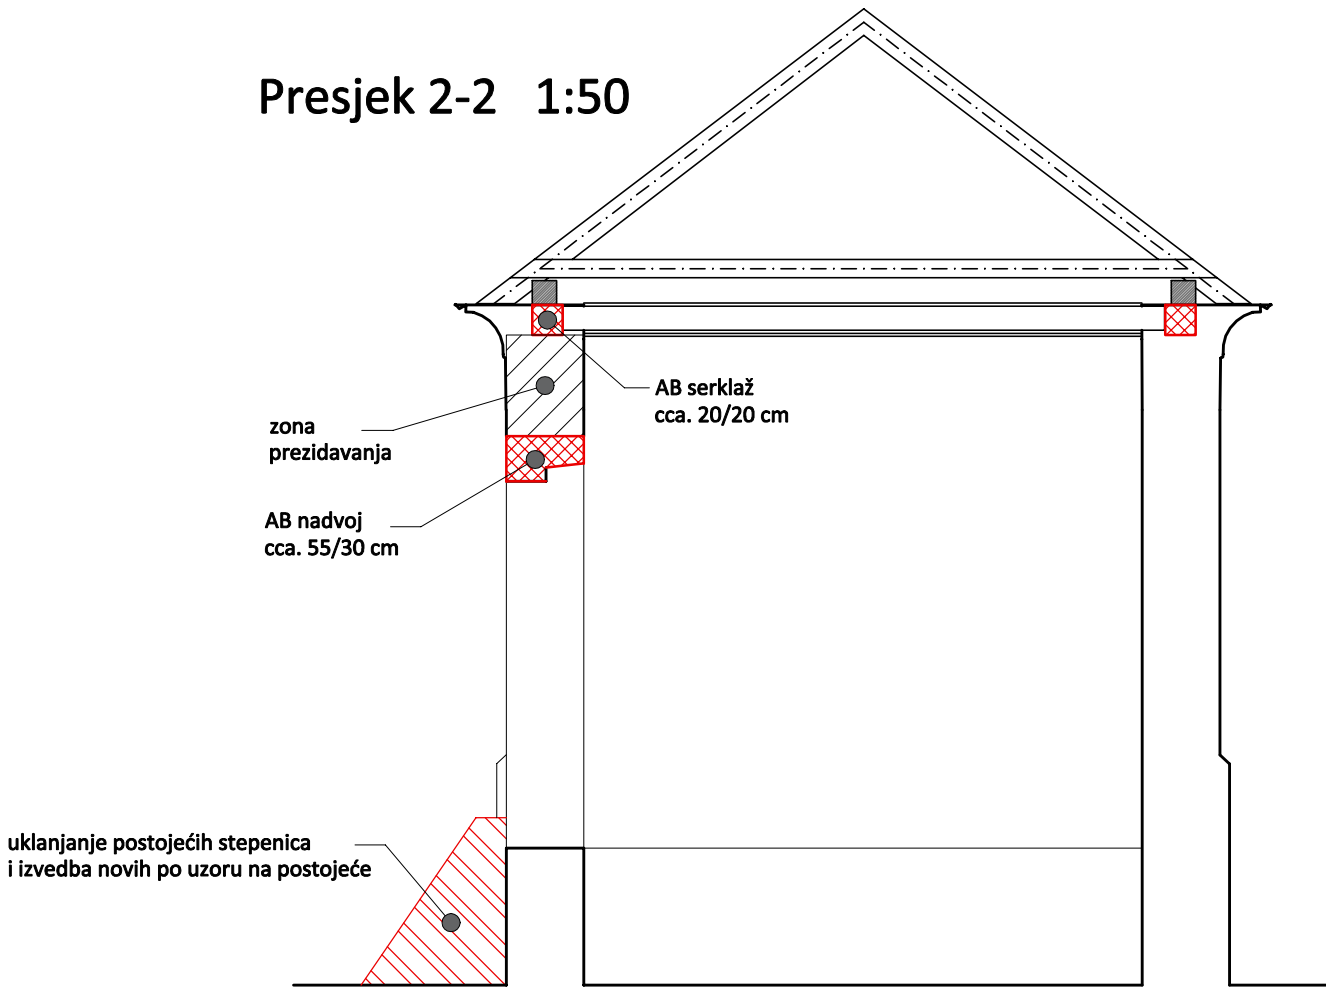 Presjek 2-2   1:50
AB serklaž
cca. 20/20 cm
zona
prezidavanja
AB nadvoj
cca. 55/30 cm
uklanjanje postojećih stepenica
i izvedba novih po uzoru na postojeće